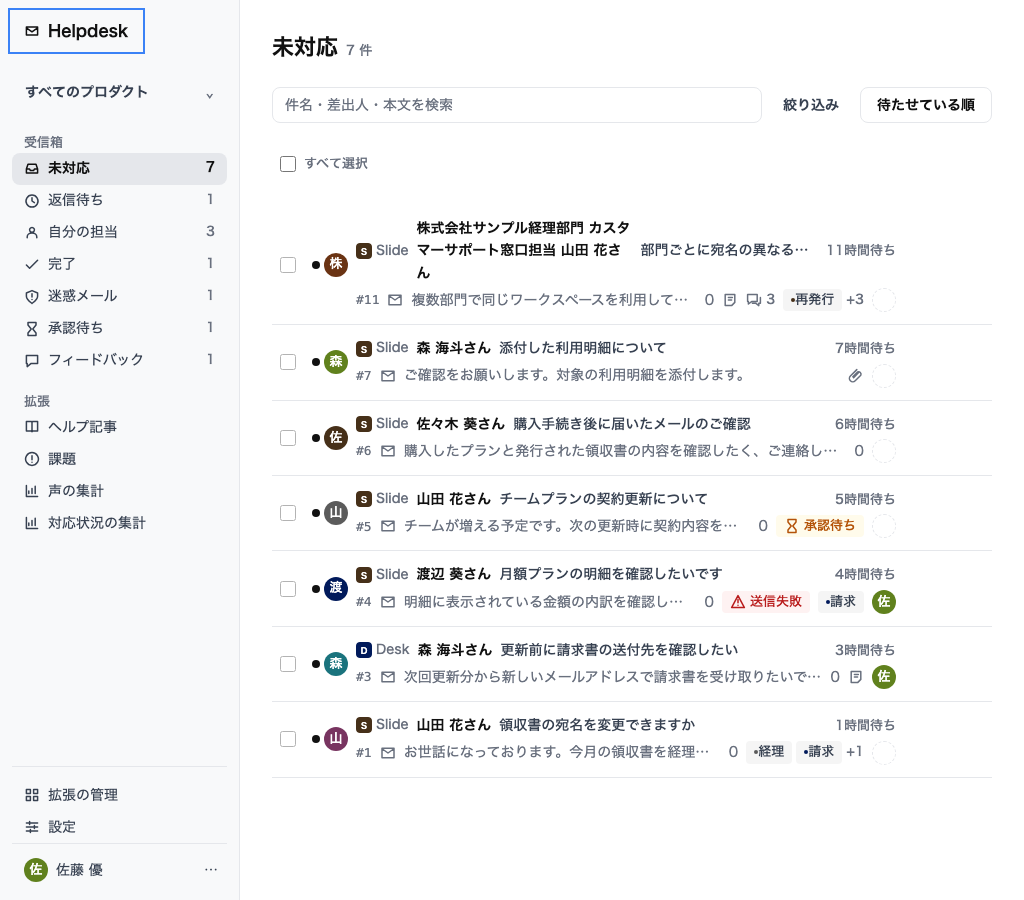 Helpdesk
すべてのプロダクト
受信箱
未対応 7
返信待ち 1
自分の担当 3
完了 1
迷惑メール 1
承認待ち 1
フィードバック 1
拡張
ヘルプ記事
課題
声の集計
対応状況の集計
拡張の管理
設定
佐 佐藤 優 …
未対応 7 件
件名・差出人・本文を検索 絞り込み 待たせている順
すべて選択
株 S Slide 株式会社サンプル経理部門 カスタ
マーサポート窓口担当 山田 花さ
ん 部門ごとに宛名の異なる… 11時間待ち
#11 複数部門で同じワークスペースを利用して… 0 3 •再発行 +3
森 S Slide 森 海斗さん 添付した利用明細について 7時間待ち
#7 ご確認をお願いします。対象の利用明細を添付します。
佐 S Slide 佐々木 葵さん 購入手続き後に届いたメールのご確認 6時間待ち
#6 購入したプランと発行された領収書の内容を確認したく、ご連絡し… 0
山 S Slide 山田 花さん チームプランの契約更新について 5時間待ち
#5 チームが増える予定です。次の更新時に契約内容を… 0 承認待ち
渡 S Slide 渡辺 葵さん 月額プランの明細を確認したいです 4時間待ち
#4 明細に表示されている金額の内訳を確認し… 0 送信失敗 •請求 佐
森 D Desk 森 海斗さん 更新前に請求書の送付先を確認したい 3時間待ち
#3 次回更新分から新しいメールアドレスで請求書を受け取りたいで… 0 佐
山 S Slide 山田 花さん 領収書の宛名を変更できますか 1時間待ち
#1 お世話になっております。今月の領収書を経理… 0 •経理 •請求 +1